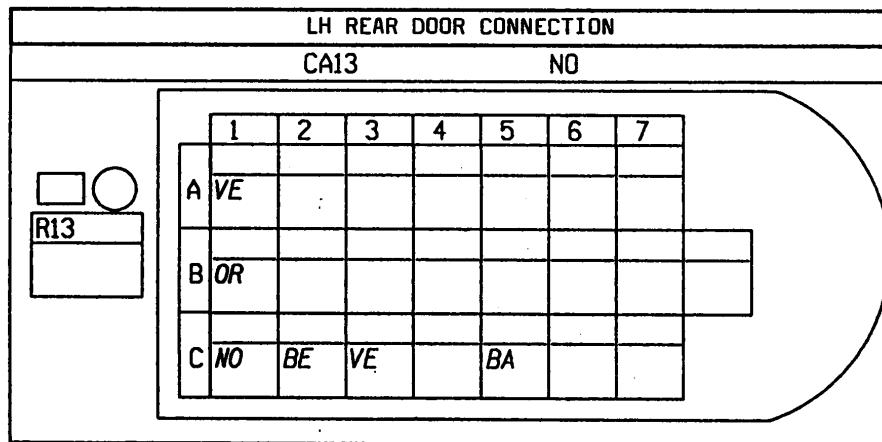 LH REAR DOOR CONNECTION
CA13 NO
1 2 3 4 5 6 7
A VE
R13
B OR
C NO BE VE BA